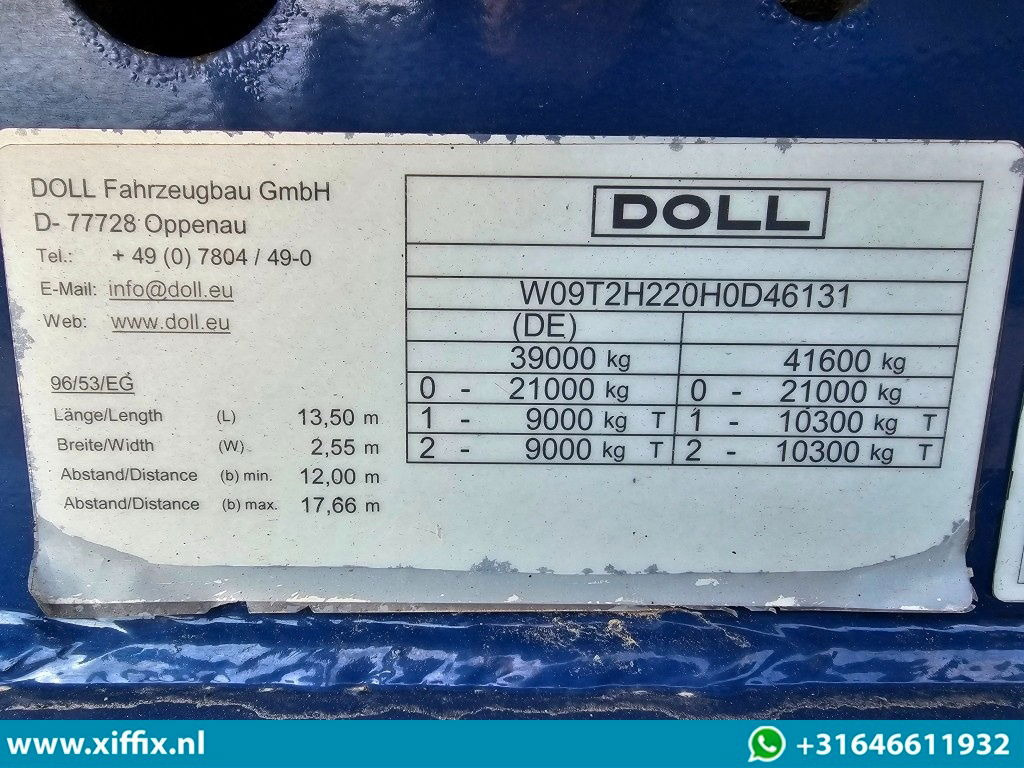 DOLL Fahrzeugbau GmbH
D- 77728 Oppenau
Tel.: + 49 (0) 7804 / 49-0
E-Mail: info@doll.eu
Web: www.doll.eu
96/53/EG
Länge/Length (L) 13,50 m
Breite/Width (W) 2,55 m
Abstand/Distance (b) min. 12,00 m
Abstand/Distance (b) max. 17,66 m
DOLL
W09T2H220H0D46131
(DE)
39000 kg 41600 kg
0 - 21000 kg 0 - 21000 kg
1 - 9000 kg T 1 - 10300 kg T
2 - 9000 kg T 2 - 10300 kg T
www.xiffix.nl +31646611932